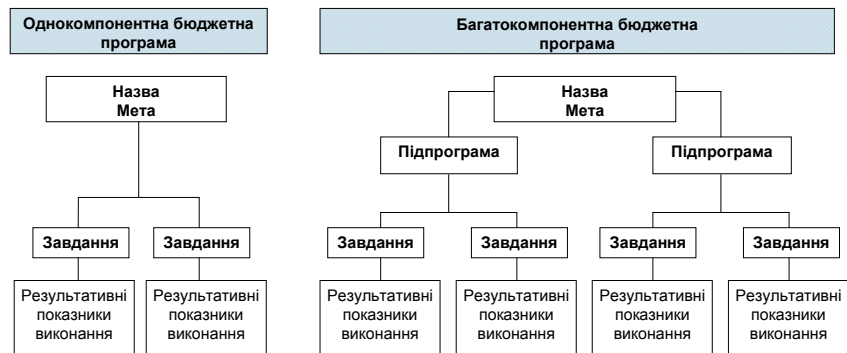 Однокомпонентна бюджетна
програма
Назва
Мета
Завдання
Завдання
Результативні
показники
виконання
Результативні
показники
виконання
Багатокомпонентна бюджетна
програма
Назва
Мета
Підпрограма
Підпрограма
Завдання
Завдання
Завдання
Завдання
Результативні
показники
виконання
Результативні
показники
виконання
Результативні
показники
виконання
Результативні
показники
виконання